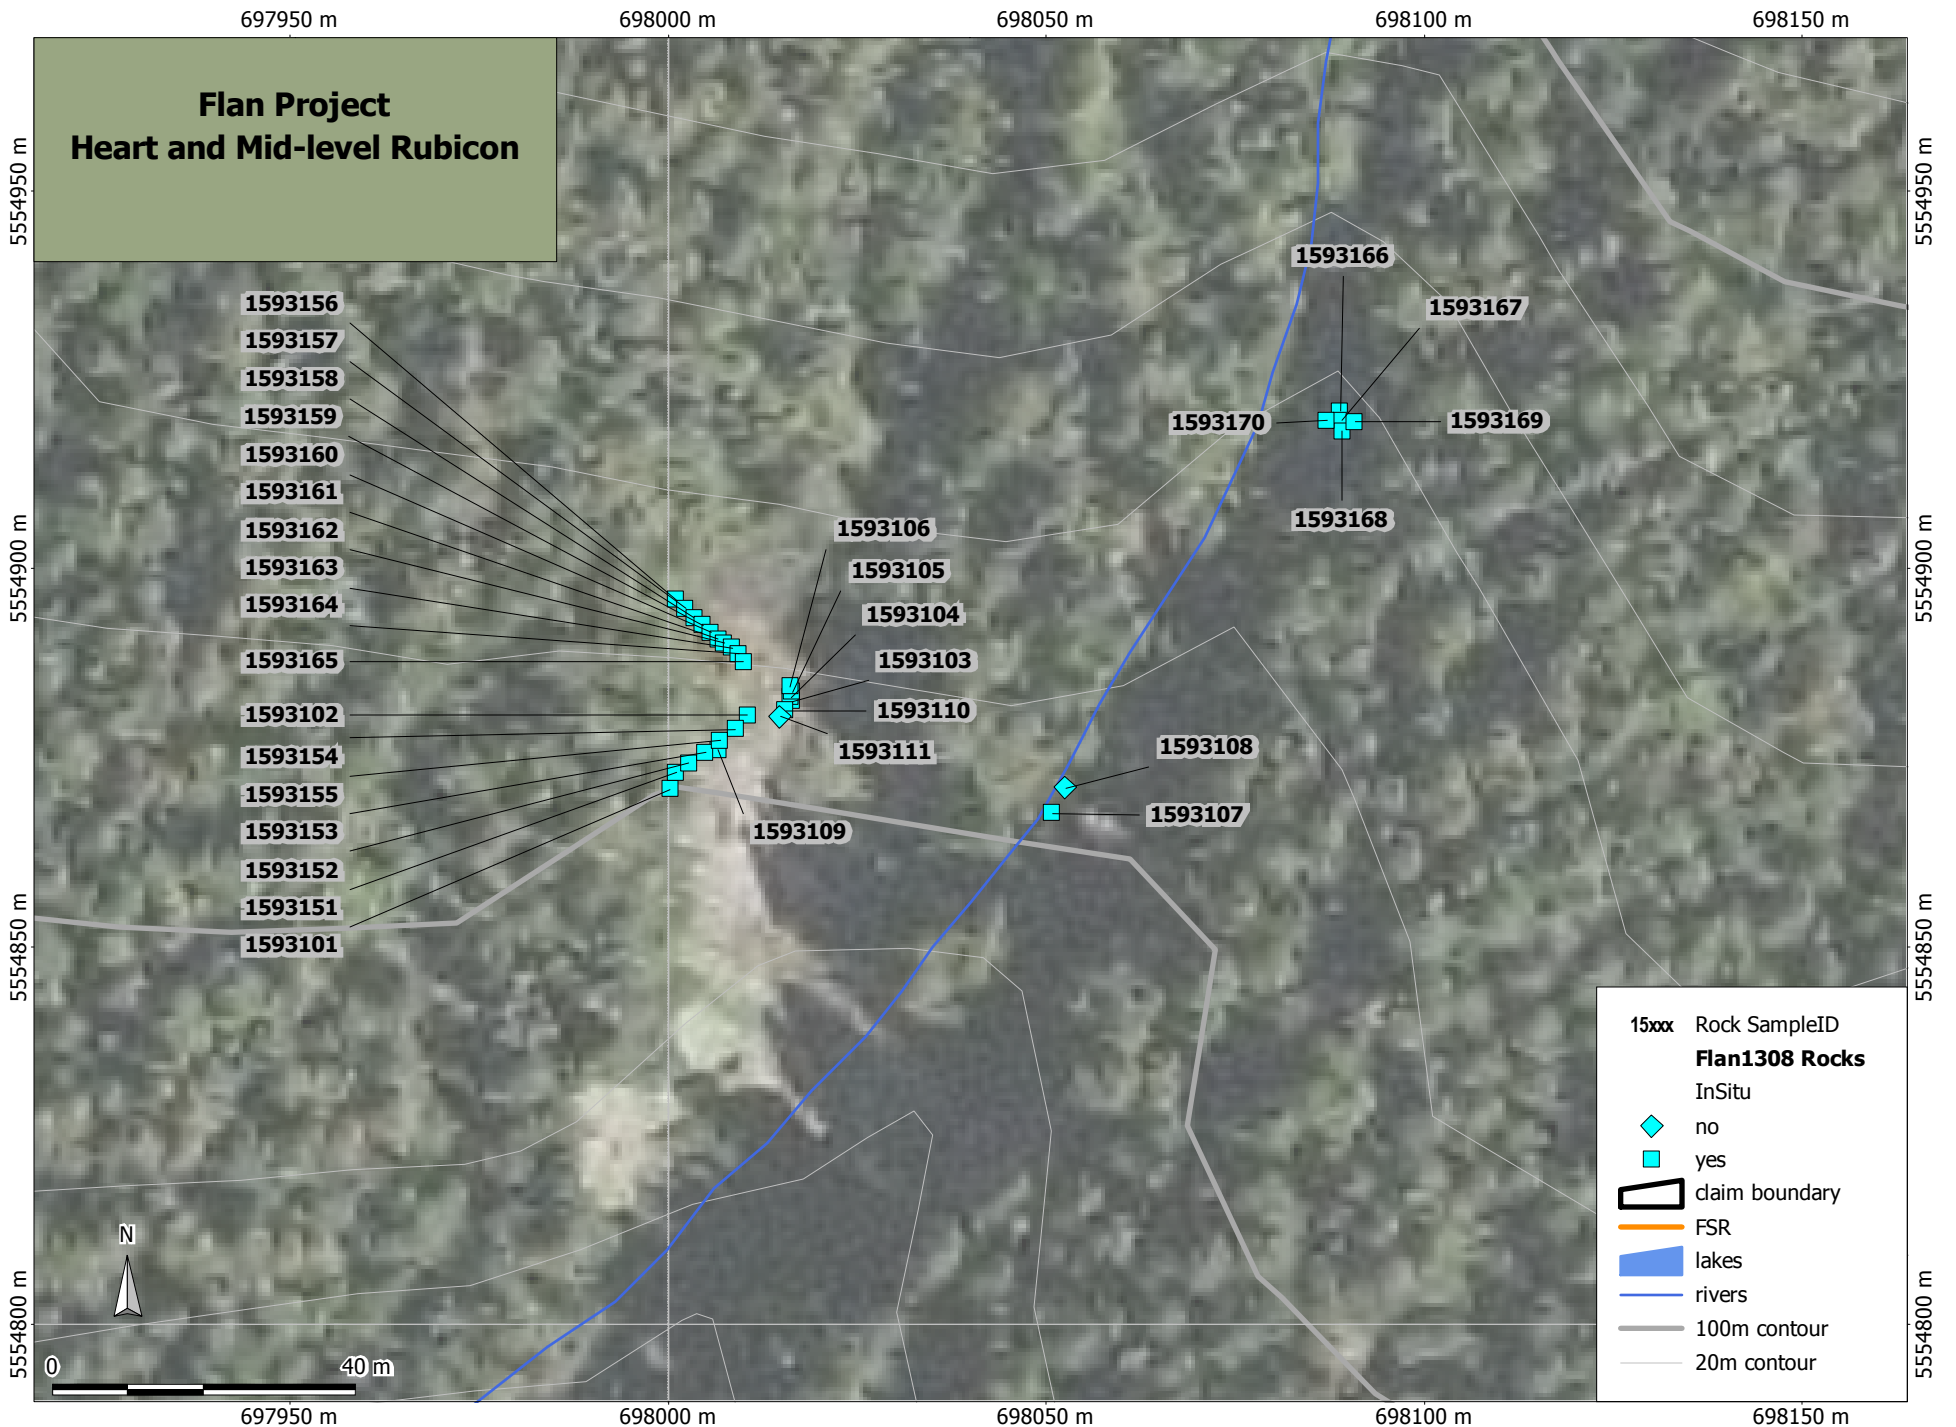 697950 m
698000 m
698050 m
698100 m
698150 m
Flan Project
Heart and Mid-level Rubicon
5554950 m
5554950 m
1593166
1593156
1593167
1593157
1593158
1593159
1593170
1593169
1593160
1593161
1593168
1593162
1593106
5554900 m
5554900 m
1593163
1593105
1593164
1593104
1593165
1593103
1593102
1593110
1593108
1593154
1593111
1593155
1593107
1593153
1593109
1593152
1593151
1593101
5554850 m
5554850 m
15xxx Rock SampleID
Flan1308 Rocks
InSitu
no
yes
claim boundary
FSR
lakes
rivers
100m contour
20m contour
N
5554800 m
5554800 m
0 40 m
697950 m
698000 m
698050 m
698100 m
698150 m